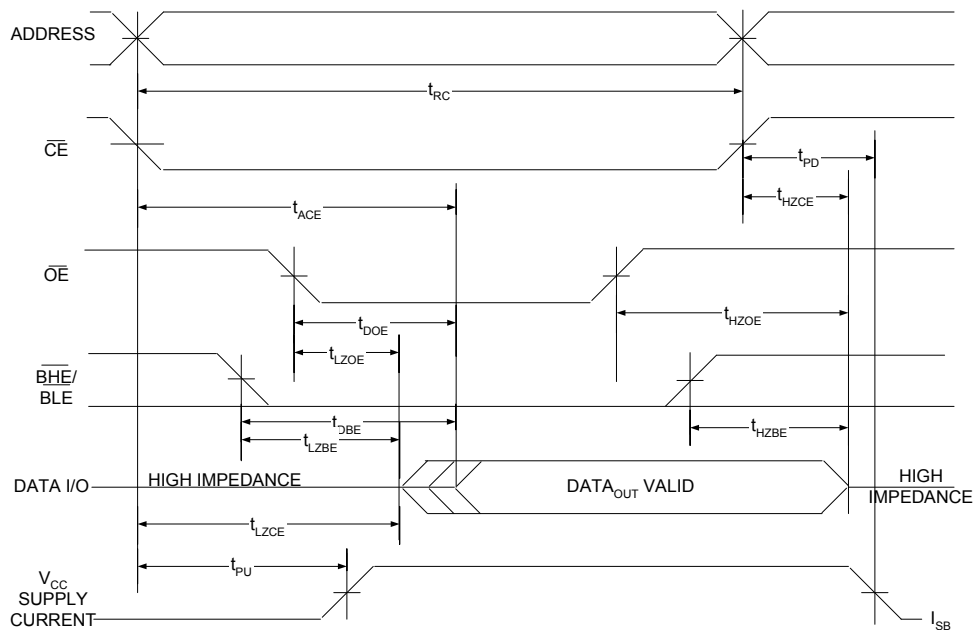 ADDRESS
tRC
CE
tPD
tHZCE
tACE
OE
tHZOE
tDOE
tLZOE
BHE/
BLE
tDBE
tHZBE
tLZBE
DATA I/O
HIGH IMPEDANCE
DATAOUT VALID
HIGH
IMPEDANCE
tLZCE
tPU
VCC
SUPPLY
CURRENT
ISB